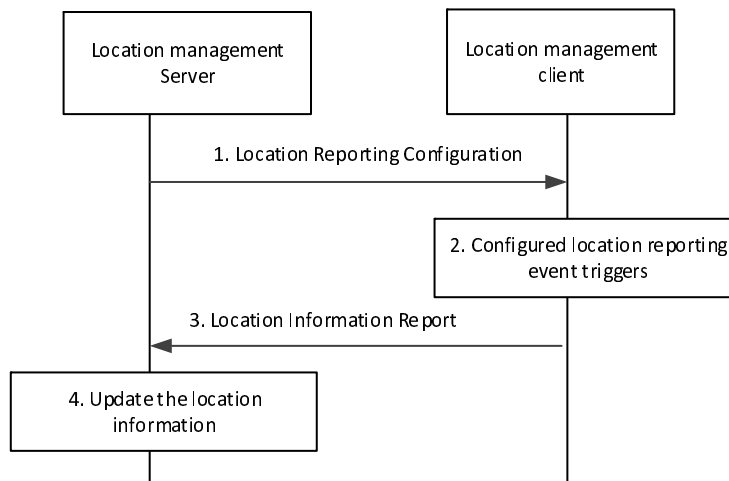 Location management
Server
Location management
client
1. Location Reporting Configuration
2. Configured location reporting
event triggers
3. Location Information Report
4. Update the location
information